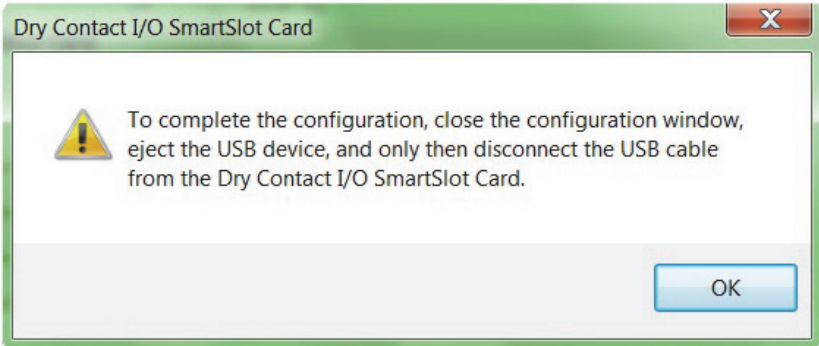 Dry Contact I/O SmartSlot Card
To complete the configuration, close the configuration window,
eject the USB device, and only then disconnect the USB cable
from the Dry Contact I/O SmartSlot Card.
OK